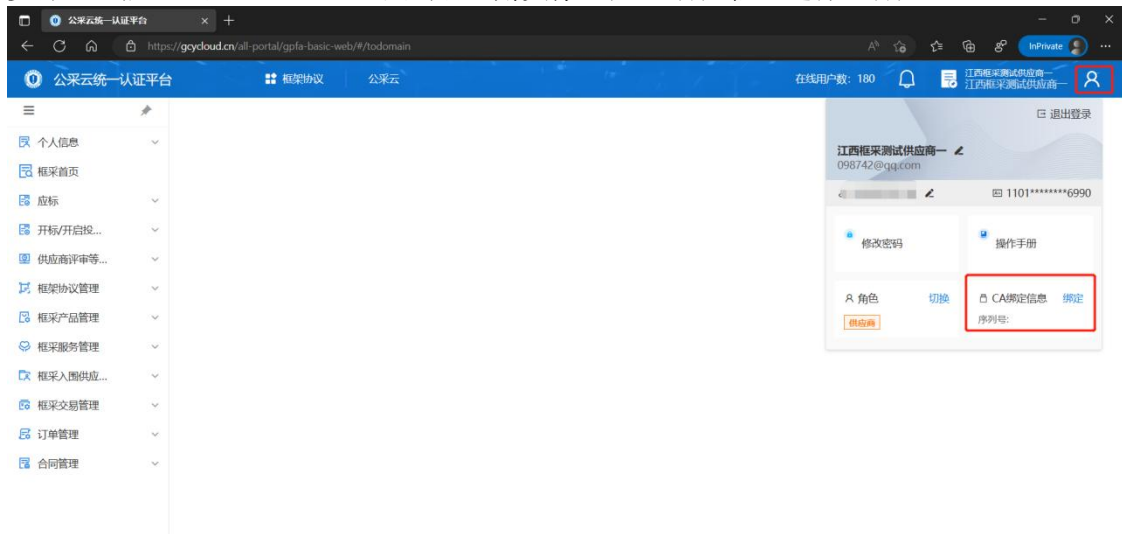 公采云统一认证平台
https://gcycloud.cn/all-portal/gpfa-basic-web/#/todomain
InPrivate
公采云统一认证平台
框架协议
公采云
在线用户数：180
江西框采测试供应商一
江西框采测试供应商一
退出登录
个人信息
江西框采测试供应商一
098742@qq.com
框采首页
1101********6990
应标
开标/开启投...
修改密码
操作手册
供应商评审等...
框架协议管理
角色
切换
CA绑定信息
绑定
框采产品管理
供应商
序列号:
框采服务管理
框采入围供应...
框采交易管理
订单管理
合同管理